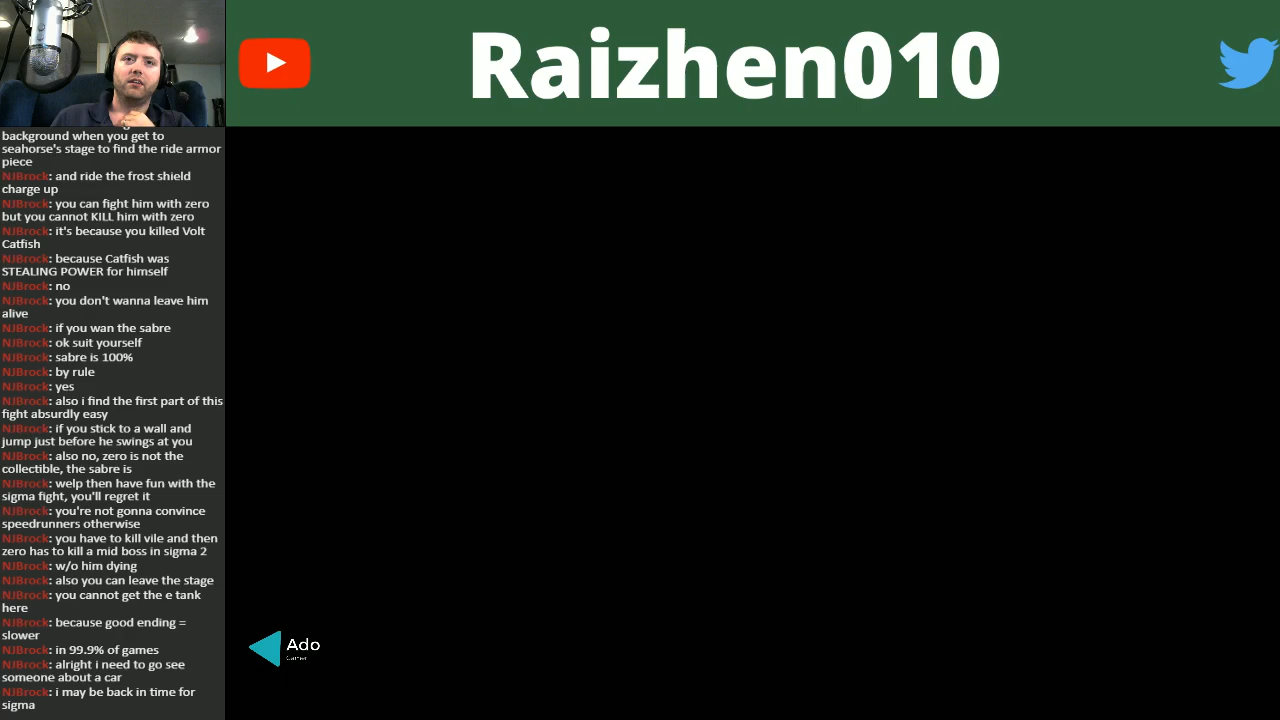 Raizhen010
background when you get to
seahorse's stage to find the ride armor
piece
NJBrock: and ride the frost shield
charge up
NJBrock: you can fight him with zero
but you cannot KILL him with zero
NJBrock: it's because you killed Volt
Catfish
NJBrock: because Catfish was
STEALING POWER for himself
NJBrock: no
NJBrock: you don't wanna leave him
alive
NJBrock: if you wan the sabre
NJBrock: ok suit yourself
NJBrock: sabre is 100%
NJBrock: by rule
NJBrock: yes
NJBrock: also i find the first part of this
fight absurdly easy
NJBrock: if you stick to a wall and
jump just before he swings at you
NJBrock: also no, zero is not the
collectible, the sabre is
NJBrock: welp then have fun with the
sigma fight, you'll regret it
NJBrock: you're not gonna convince
speedrunners otherwise
NJBrock: you have to kill vile and then
zero has to kill a mid boss in sigma 2
NJBrock: w/o him dying
NJBrock: also you can leave the stage
NJBrock: you cannot get the e tank
here
NJBrock: because good ending =
slower
NJBrock: in 99.9% of games
NJBrock: alright i need to go see
someone about a car
NJBrock: i may be back in time for
sigma
Ado